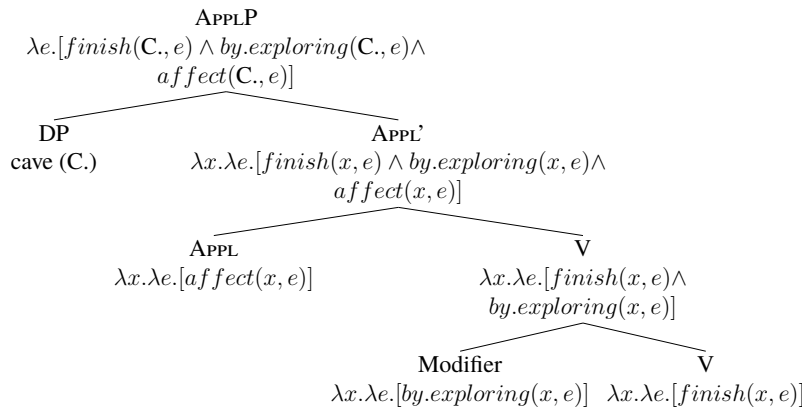 APPLP
λe.[finish(C., e) ∧ by.exploring(C., e)∧
affect(C., e)]
DP
cave (C.)
APPL’
λx.λe.[finish(x, e) ∧ by.exploring(x, e)∧
affect(x, e)]
APPL
λx.λe.[affect(x, e)]
V
λx.λe.[finish(x, e)∧
by.exploring(x, e)]
Modifier
λx.λe.[by.exploring(x, e)]
V
λx.λe.[finish(x, e)]